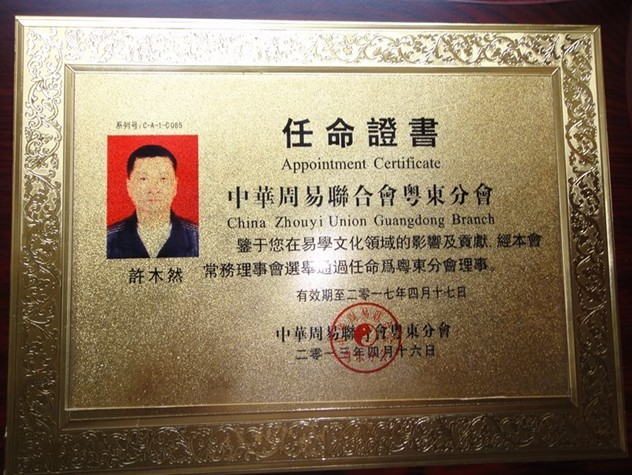 系列号:C-A-1-C065
任命證書
Appointment Certificate
中華周易聯合會粵東分會
China Zhouyi Union Guangdong Branch
鑒于您在易學文化領域的影響及貢獻,經本會
常務理事會選舉通過任命爲粵東分會理事。
許木然
有效期至二零一七年四月十七日
中華周易聯合會粵東分會
二零一三年四月十六日